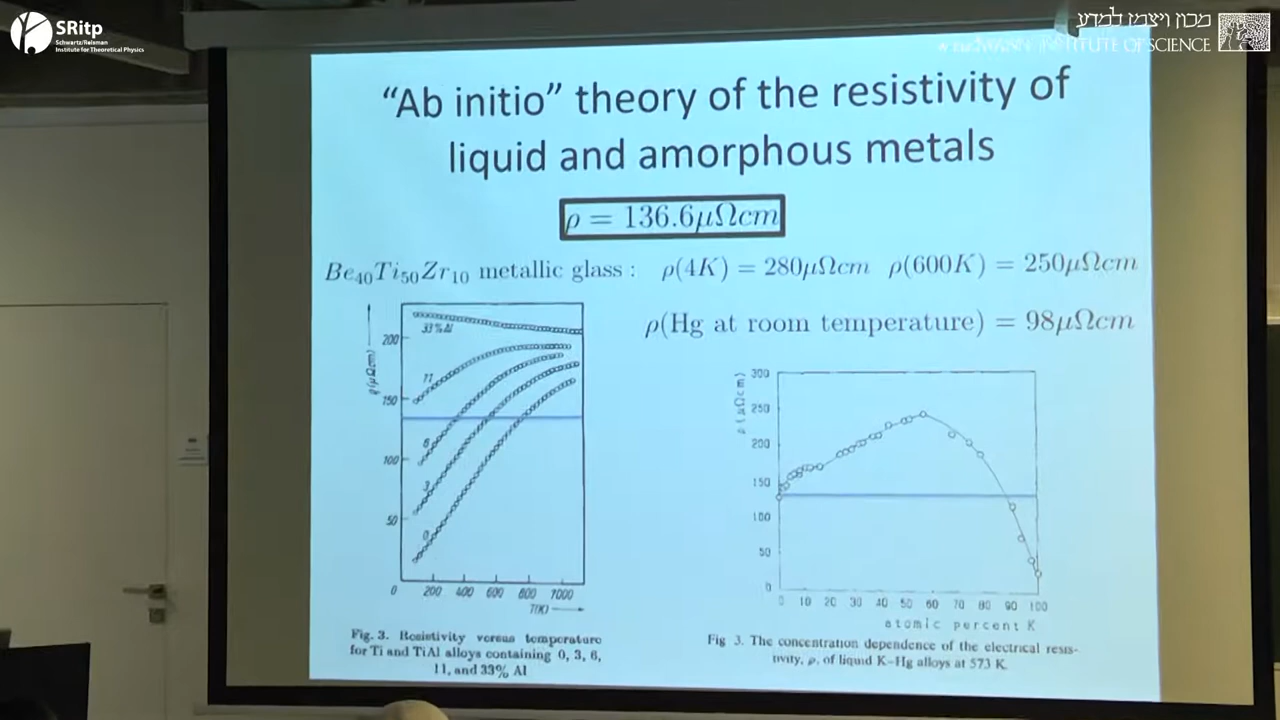 SRitp
Schwartz/Reisman
Institute for Theoretical Physics
מכון ויצמן למדע
INSTITUTE OF SCIENCE
“Ab initio” theory of the resistivity of
liquid and amorphous metals
ρ = 136.6μΩcm
Be40Ti50Zr10 metallic glass : ρ(4K) = 280μΩcm ρ(600K) = 250μΩcm
ρ(Hg at room temperature) = 98μΩcm
ρ(μΩcm)
200
150
100
50
0
33%Al
11
6
3
0
200 400 600 800 1000
T(K)
Fig. 3. Resistivity versus temperature
for Ti and TiAl alloys containing 0, 3, 6,
11, and 33% Al
ρ (μΩcm)
300
250
200
150
100
50
0
0 10 20 30 40 50 60 70 80 90 100
atomic percent K
Fig 3. The concentration dependence of the electrical resis-
tivity, ρ, of liquid K–Hg alloys at 573 K.